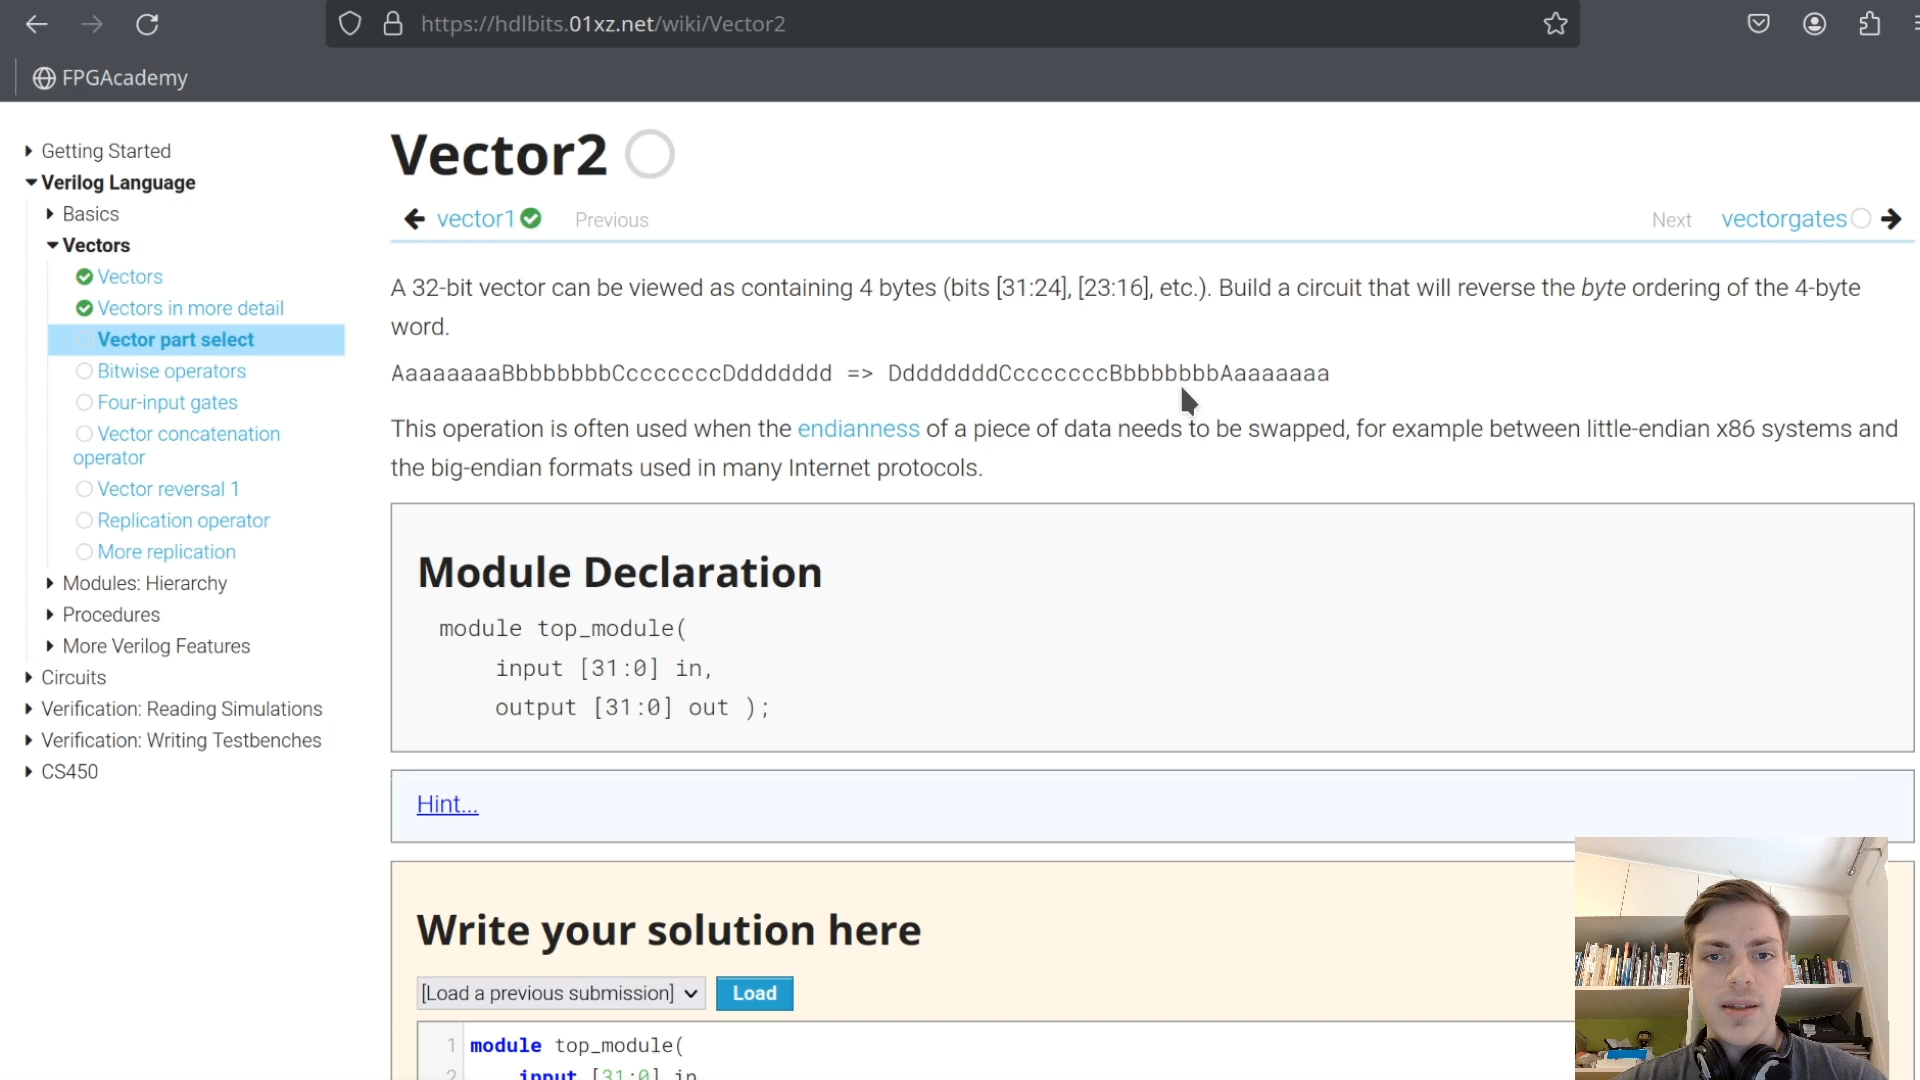 https://hdlbits.01xz.net/wiki/Vector2
FPGAcademy
Getting Started
Verilog Language
Basics
Vectors
Vectors
Vectors in more detail
Vector part select
Bitwise operators
Four-input gates
Vector concatenation
operator
Vector reversal 1
Replication operator
More replication
Modules: Hierarchy
Procedures
More Verilog Features
Circuits
Verification: Reading Simulations
Verification: Writing Testbenches
CS450
Vector2
vector1 Previous
Next vectorgates
A 32-bit vector can be viewed as containing 4 bytes (bits [31:24], [23:16], etc.). Build a circuit that will reverse the byte ordering of the 4-byte
word.
AaaaaaaaBbbbbbbbCcccccccDddddddd => DdddddddCcccccccBbbbbbbbAaaaaaaa
This operation is often used when the endianness of a piece of data needs to be swapped, for example between little-endian x86 systems and
the big-endian formats used in many Internet protocols.
Module Declaration
module top_module(
input [31:0] in,
output [31:0] out );
Hint...
Write your solution here
[Load a previous submission] Load
1 module top_module(
2 input [31:0] in